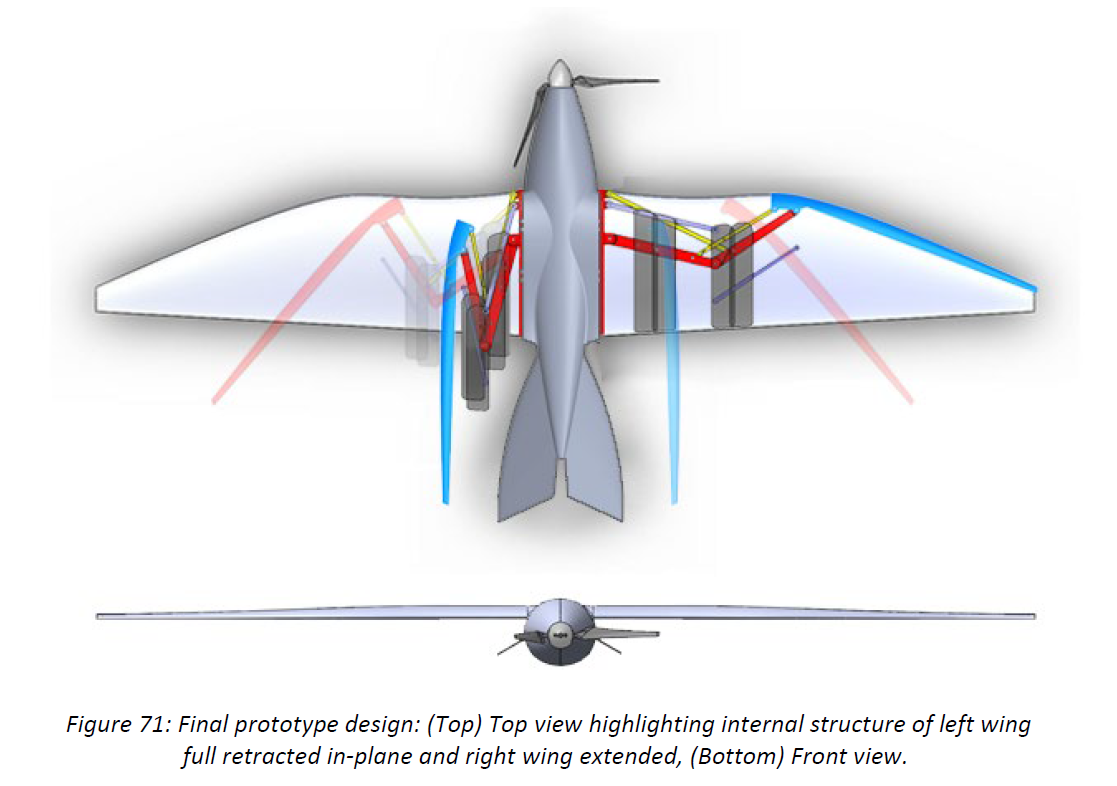 Figure 71: Final prototype design: (Top) Top view highlighting internal structure of left wing
full retracted in-plane and right wing extended, (Bottom) Front view.